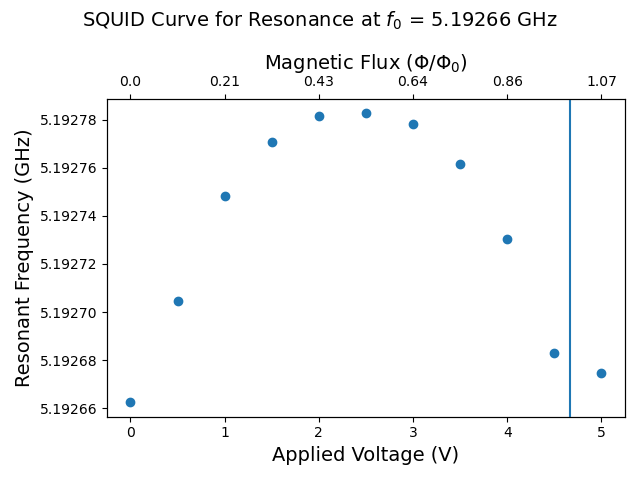 SQUID Curve for Resonance at f₀ = 5.19266 GHz
Magnetic Flux (Φ/Φ₀)
0.0 0.21 0.43 0.64 0.86 1.07
Resonant Frequency (GHz)
5.19278
5.19276
5.19274
5.19272
5.19270
5.19268
5.19266
0 1 2 3 4 5
Applied Voltage (V)